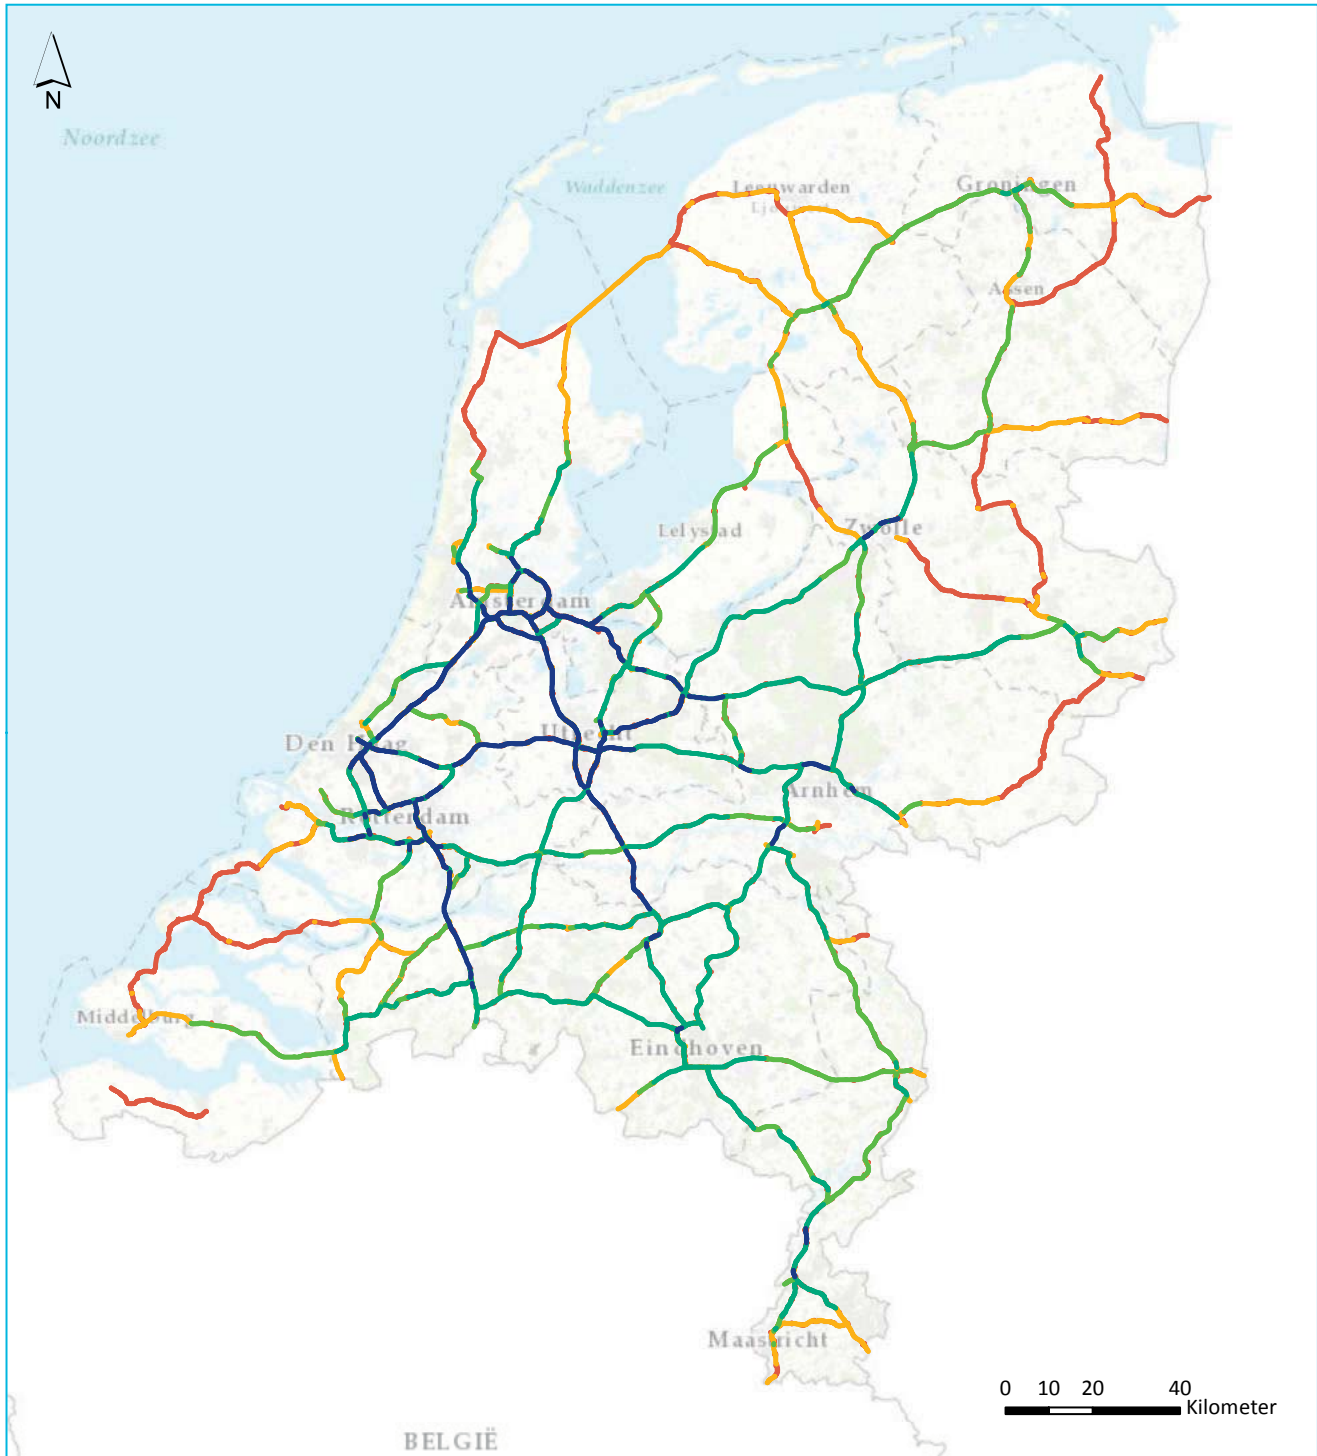 N
Noordzee
Waddenzee
Leeuwarden
Groningen
Assen
Lelystad
Zwolle
Amsterdam
Utrecht
Den Haag
Arnhem
Rotterdam
Middelburg
Eindhoven
Maastricht
0 10 20 40
Kilometer
BELGIË